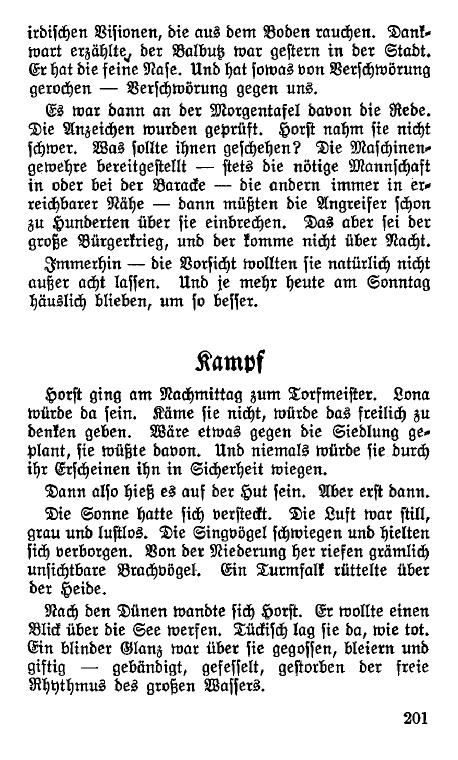 irdischen Visionen, die aus dem Boden rauchen. Dank-
wart erzählte, der Balbutz war gestern in der Stadt.
Er hat die feine Nase. Und hat sowas von Verschwörung
gerochen — Verschwörung gegen uns.
Es war dann an der Morgentafel davon die Rede.
Die Anzeichen wurden geprüft. Horst nahm sie nicht
schwer. Was sollte ihnen geschehen? Die Maschinen-
gewehre bereitgestellt — stets die nötige Mannschaft
in oder bei der Baracke — die andern immer in er-
reichbarer Nähe — dann müßten die Angreifer schon
zu Hunderten über sie einbrechen. Das aber sei der
große Bürgerkrieg, und der komme nicht über Nacht.
Immerhin — die Vorsicht wollten sie natürlich nicht
außer acht lassen. Und je mehr heute am Sonntag
häuslich blieben, um so besser.
Kampf
Horst ging am Nachmittag zum Torfmeister. Lona
würde da sein. Käme sie nicht, würde das freilich zu
denken geben. Wäre etwas gegen die Siedlung ge-
plant, sie wüßte davon. Und niemals würde sie durch
ihr Erscheinen ihn in Sicherheit wiegen.
Dann also hieß es auf der Hut sein. Aber erst dann.
Die Sonne hatte sich versteckt. Die Luft war still,
grau und lustlos. Die Singvögel schwiegen und hielten
sich verborgen. Von der Niederung her riefen grämlich
unsichtbare Brachvögel. Ein Turmfalk rüttelte über
der Heide.
Nach den Dünen wandte sich Horst. Er wollte einen
Blick über die See werfen. Tückisch lag sie da, wie tot.
Ein blinder Glanz war über sie gegossen, bleiern und
giftig — gebändigt, gefesselt, gestorben der freie
Rhythmus des großen Wassers.
201